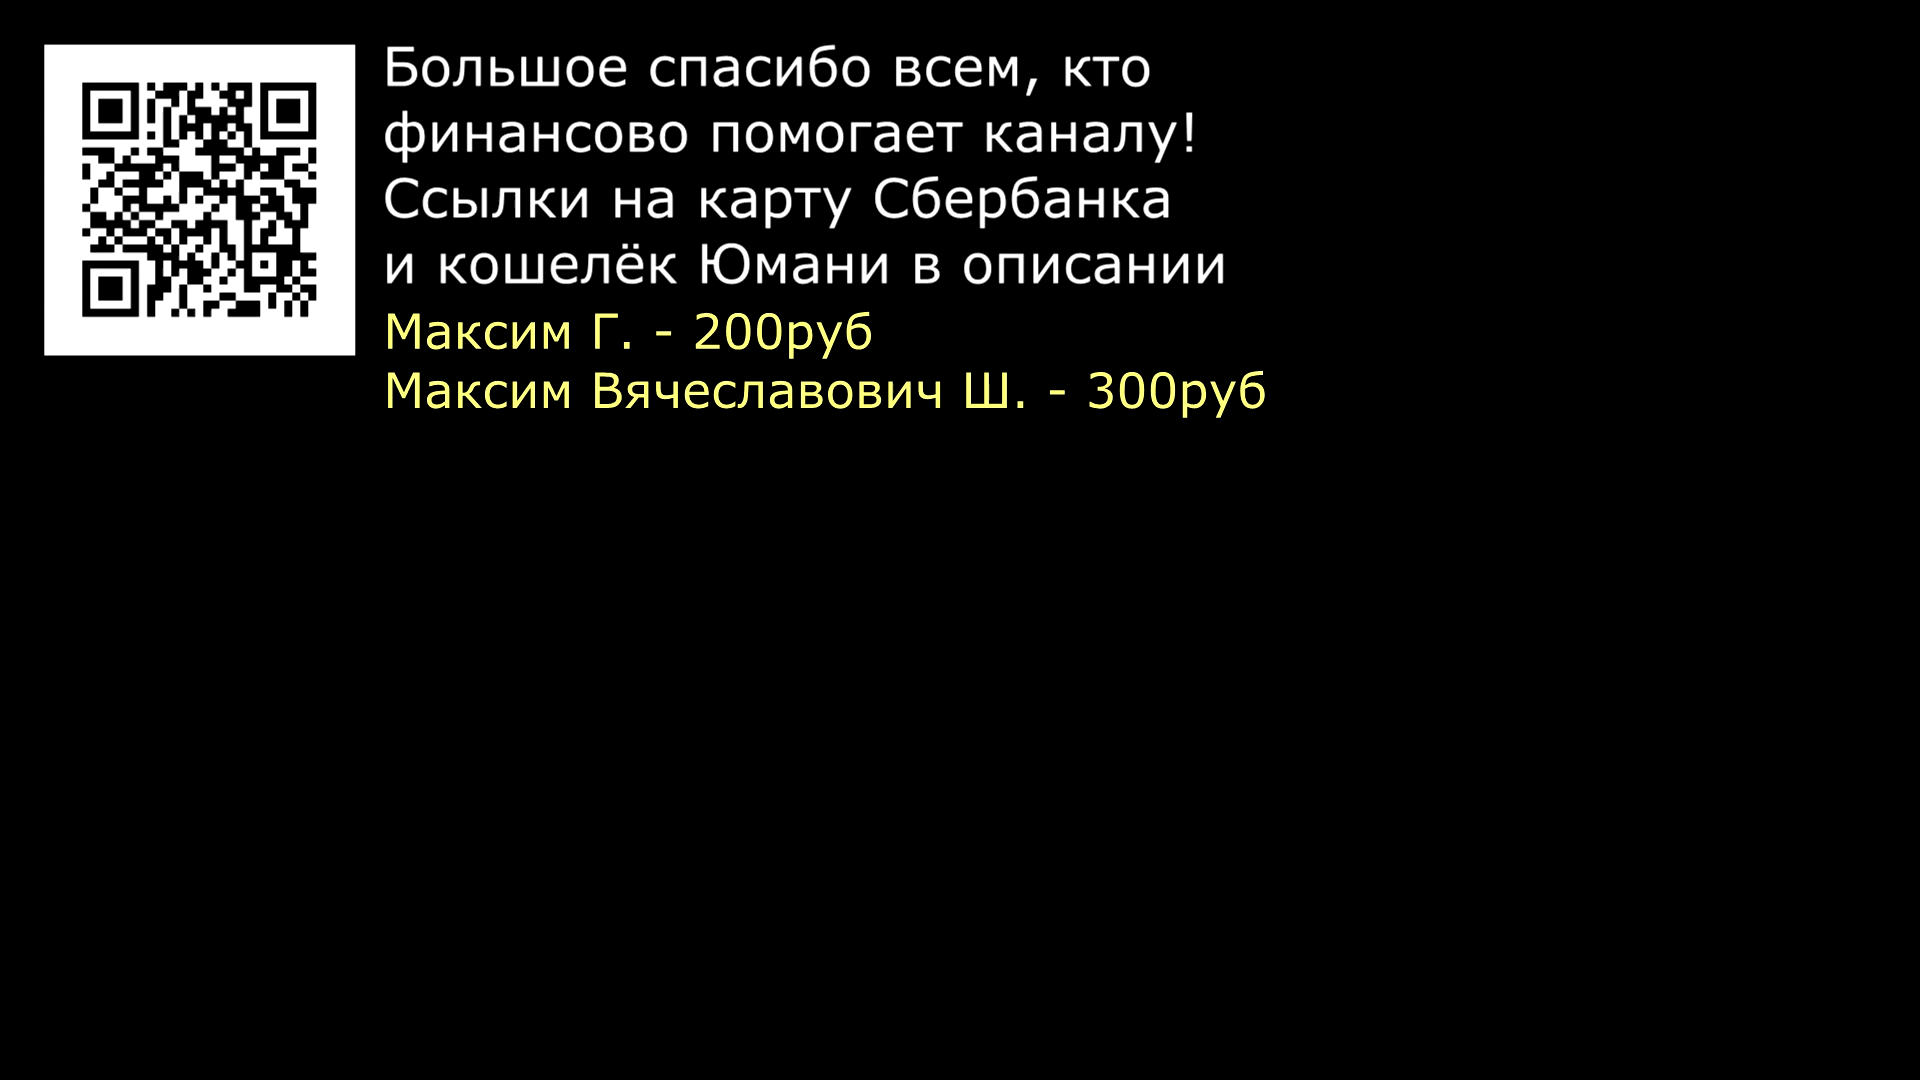 Большое спасибо всем, кто
финансово помогает каналу!
Ссылки на карту Сбербанка
и кошелёк Юмани в описании
Максим Г. - 200руб
Максим Вячеславович Ш. - 300руб